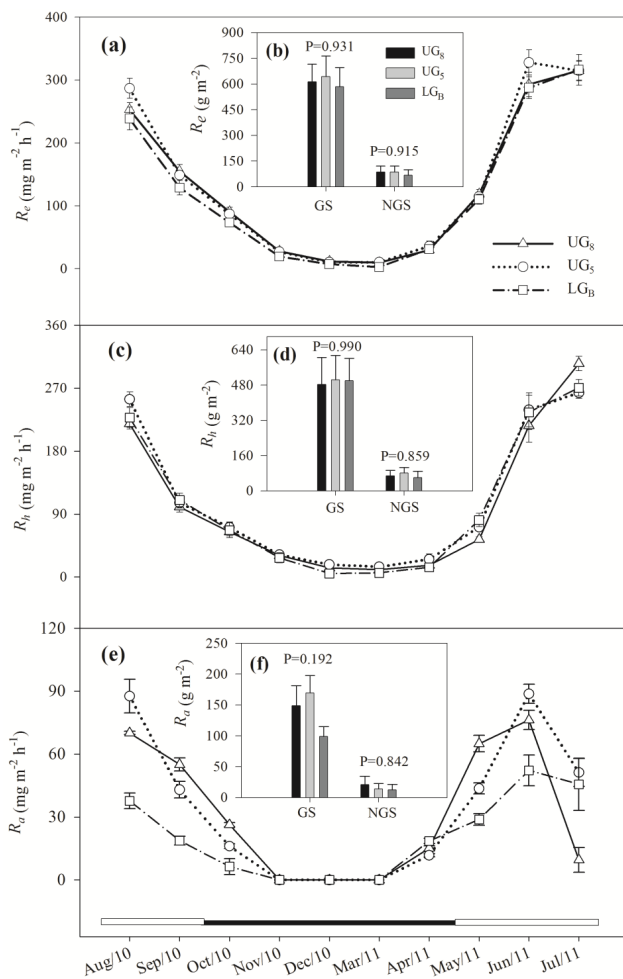 (a)
(b)
P=0.931
P=0.915
UG8
UG5
LGB
900
750
600
450
300
150
0
Re (g m-2)
GS
NGS
400
300
200
100
0
Re (mg m-2 h-1)
UG8
UG5
LGB
(c)
(d)
P=0.990
P=0.859
640
480
320
160
0
Rh (g m-2)
GS
NGS
360
270
180
90
0
Rh (mg m-2 h-1)
(e)
(f)
P=0.192
P=0.842
250
200
150
100
50
0
Ra (g m-2)
GS
NGS
120
90
60
30
0
Ra (mg m-2 h-1)
Aug/10 Sep/10 Oct/10 Nov/10 Dec/10 Mar/11 Apr/11 May/11 Jun/11 Jul/11